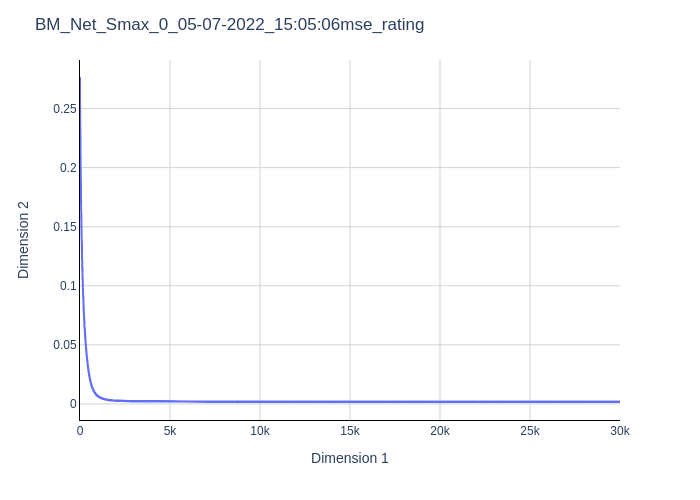 BM_Net_Smax_0_05-07-2022_15:05:06mse_rating
0.25
0.2
0.15
0.1
0.05
0
Dimension 2
0 5k 10k 15k 20k 25k 30k
Dimension 1